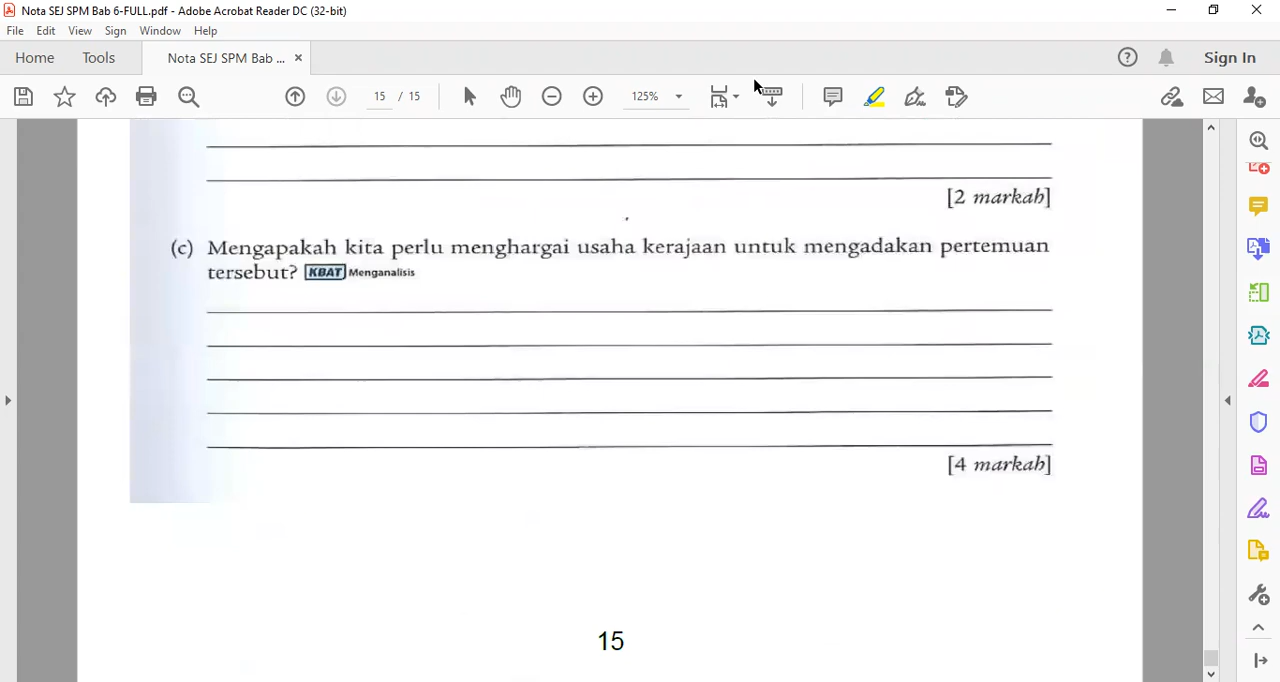 Nota SEJ SPM Bab 6-FULL.pdf - Adobe Acrobat Reader DC (32-bit)
File Edit View Sign Window Help
Home Tools Nota SEJ SPM Bab ... × Sign In
15 / 15 125%
[2 markah]
(c) Mengapakah kita perlu menghargai usaha kerajaan untuk mengadakan pertemuan
tersebut? KBAT Menganalisis
[4 markah]
15